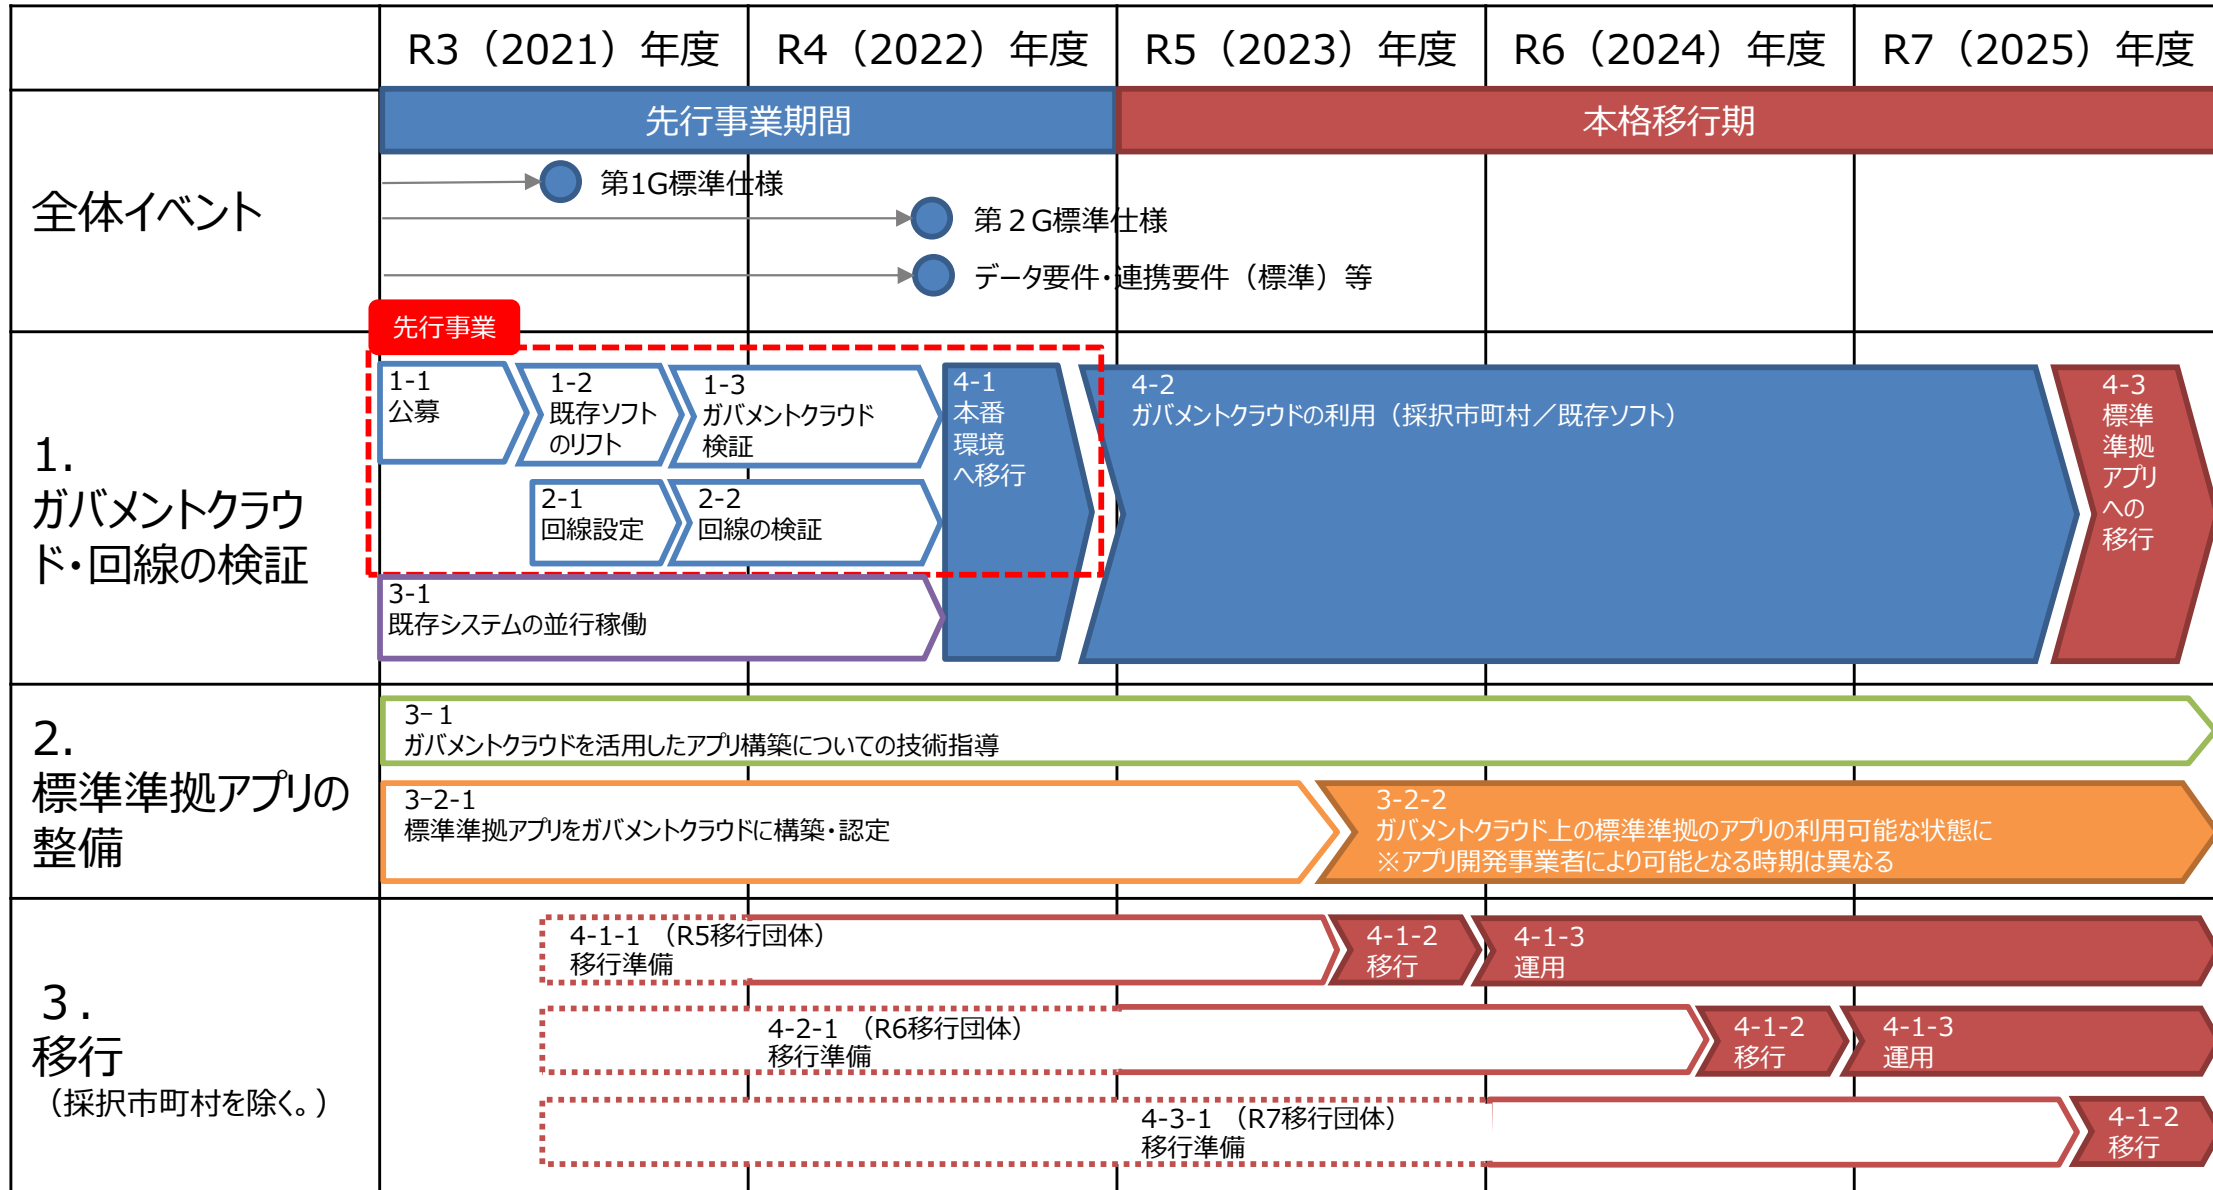 R3（2021）年度
R4（2022）年度
R5（2023）年度
R6（2024）年度
R7（2025）年度
先行事業期間
本格移行期
全体イベント
第1G標準仕様
第２G標準仕様
データ要件・連携要件（標準）等
先行事業
1.
ガバメントクラウ
ド・回線の検証
1-1
公募
1-2
既存ソフト
のリフト
1-3
ガバメントクラウド
検証
2-1
回線設定
2-2
回線の検証
3-1
既存システムの並行稼働
4-1
本番
環境
へ移行
4-2
ガバメントクラウドの利用（採択市町村／既存ソフト）
4-3
標準
準拠
アプリ
への
移行
2.
標準準拠アプリの
整備
3-１
ガバメントクラウドを活用したアプリ構築についての技術指導
3-2-1
標準準拠アプリをガバメントクラウドに構築・認定
3-2-2
ガバメントクラウド上の標準準拠のアプリの利用可能な状態に
※アプリ開発事業者により可能となる時期は異なる
３.
移行
（採択市町村を除く。）
4-1-1 （R5移行団体）
移行準備
4-1-2
移行
4-1-3
運用
4-2-1 （R6移行団体）
移行準備
4-1-2
移行
4-1-3
運用
4-3-1 （R7移行団体）
移行準備
4-1-2
移行